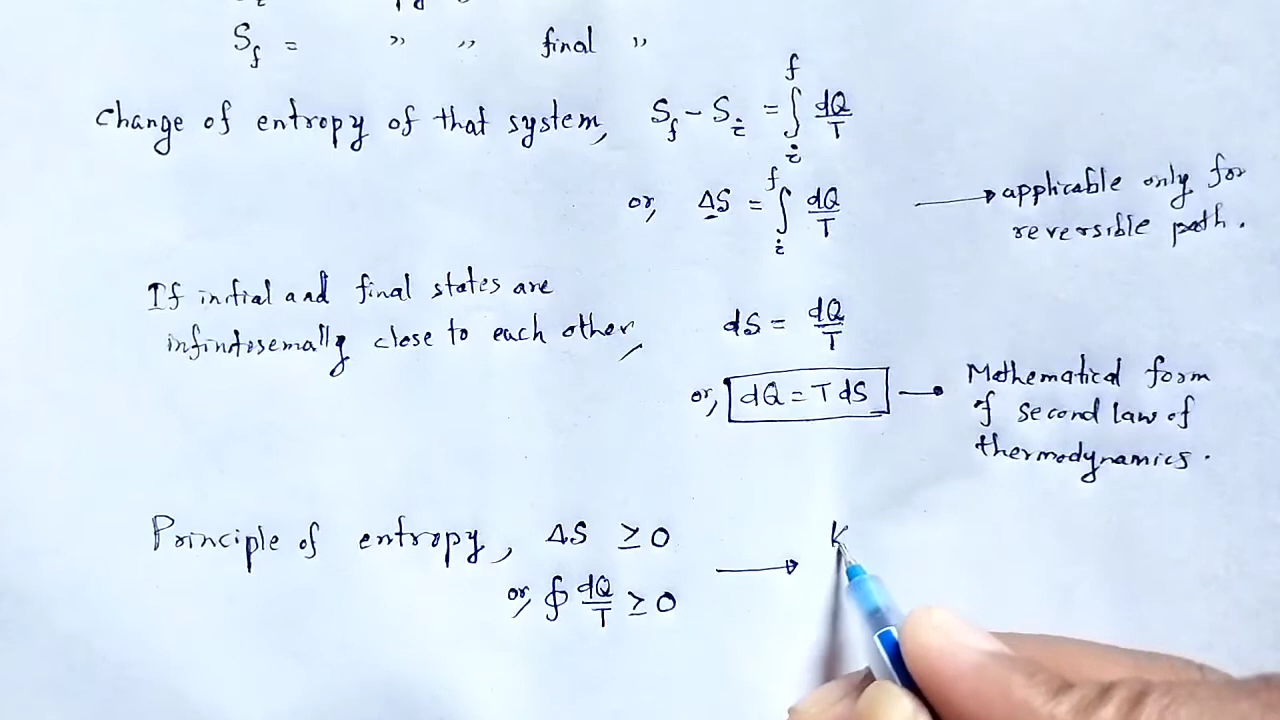 S_f = " " final "
Change of entropy of that system, S_f - S_i = ∫_i^f dQ/T
or, ΔS = ∫_i^f dQ/T → applicable only for
reversible path.
If initial and final states are
infinitosemally close to each other, dS = dQ/T
or, dQ = T dS → Mathematical form
of second law of
thermodynamics.
Principle of entropy, ΔS ≥ 0 → K
or, ∮ dQ/T ≥ 0